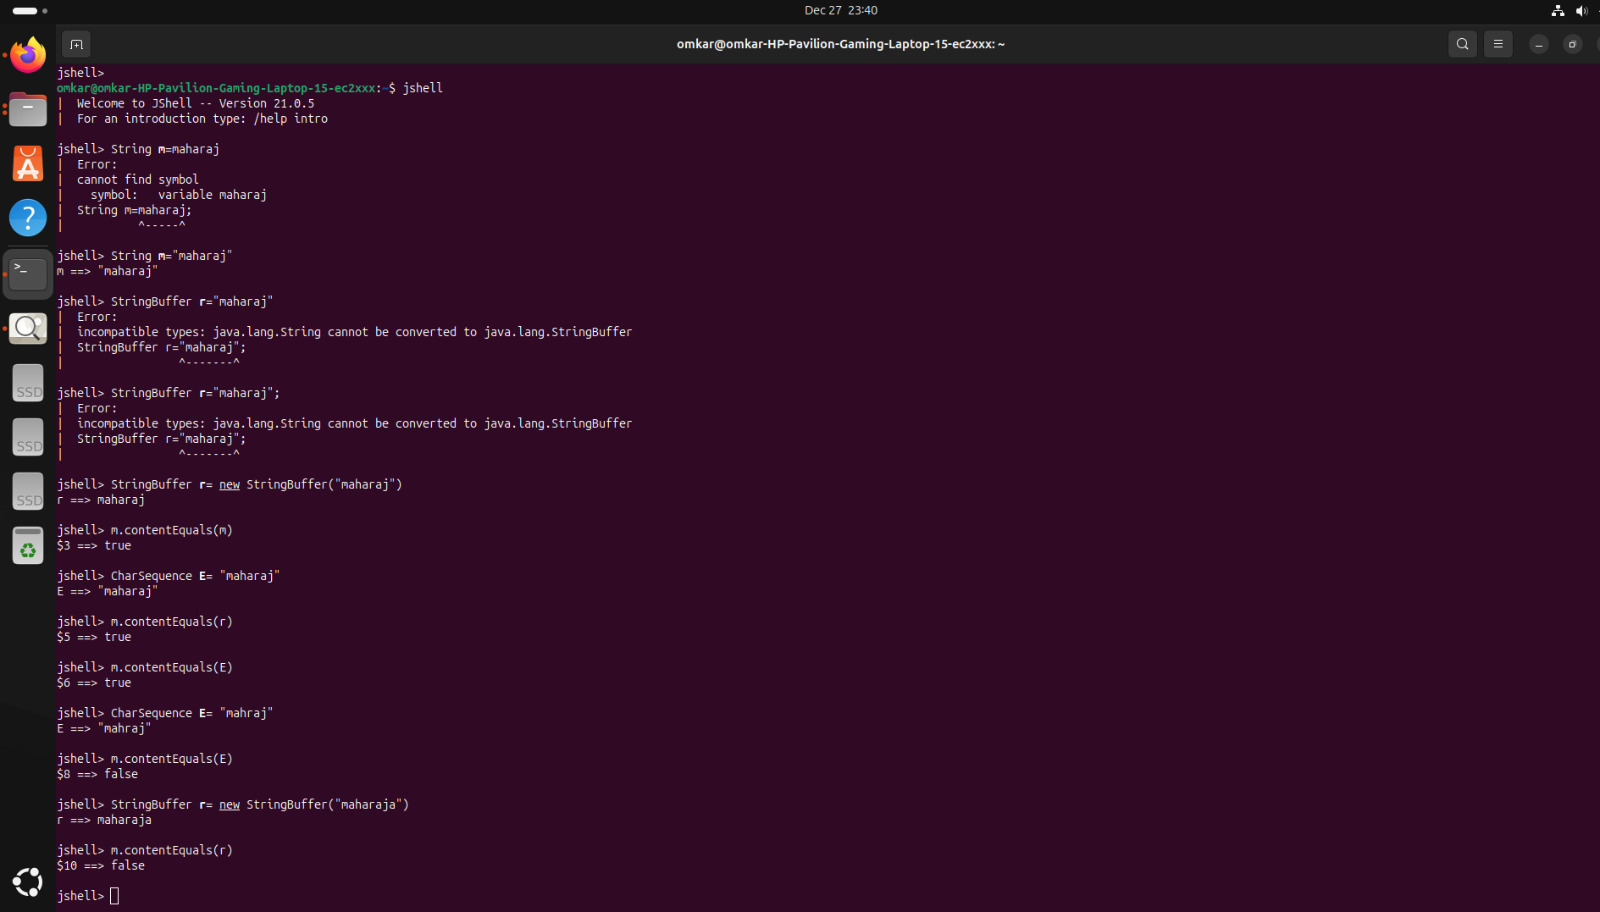 Dec 27 23:40
omkar@omkar-HP-Pavilion-Gaming-Laptop-15-ec2xxx: ~
jshell>
omkar@omkar-HP-Pavilion-Gaming-Laptop-15-ec2xxx:~$ jshell
|  Welcome to JShell -- Version 21.0.5
|  For an introduction type: /help intro
jshell> String m=maharaj
|  Error:
|  cannot find symbol
|    symbol:   variable maharaj
|  String m=maharaj;
|           ^-----^
jshell> String m="maharaj"
m ==> "maharaj"
jshell> StringBuffer r="maharaj"
|  Error:
|  incompatible types: java.lang.String cannot be converted to java.lang.StringBuffer
|  StringBuffer r="maharaj";
|                 ^-------^
jshell> StringBuffer r="maharaj";
|  Error:
|  incompatible types: java.lang.String cannot be converted to java.lang.StringBuffer
|  StringBuffer r="maharaj";
|                 ^-------^
jshell> StringBuffer r= new StringBuffer("maharaj")
r ==> maharaj
jshell> m.contentEquals(m)
$3 ==> true
jshell> CharSequence E= "maharaj"
E ==> "maharaj"
jshell> m.contentEquals(r)
$5 ==> true
jshell> m.contentEquals(E)
$6 ==> true
jshell> CharSequence E= "mahraj"
E ==> "mahraj"
jshell> m.contentEquals(E)
$8 ==> false
jshell> StringBuffer r= new StringBuffer("maharaja")
r ==> maharaja
jshell> m.contentEquals(r)
$10 ==> false
jshell>
SSD
SSD
SSD